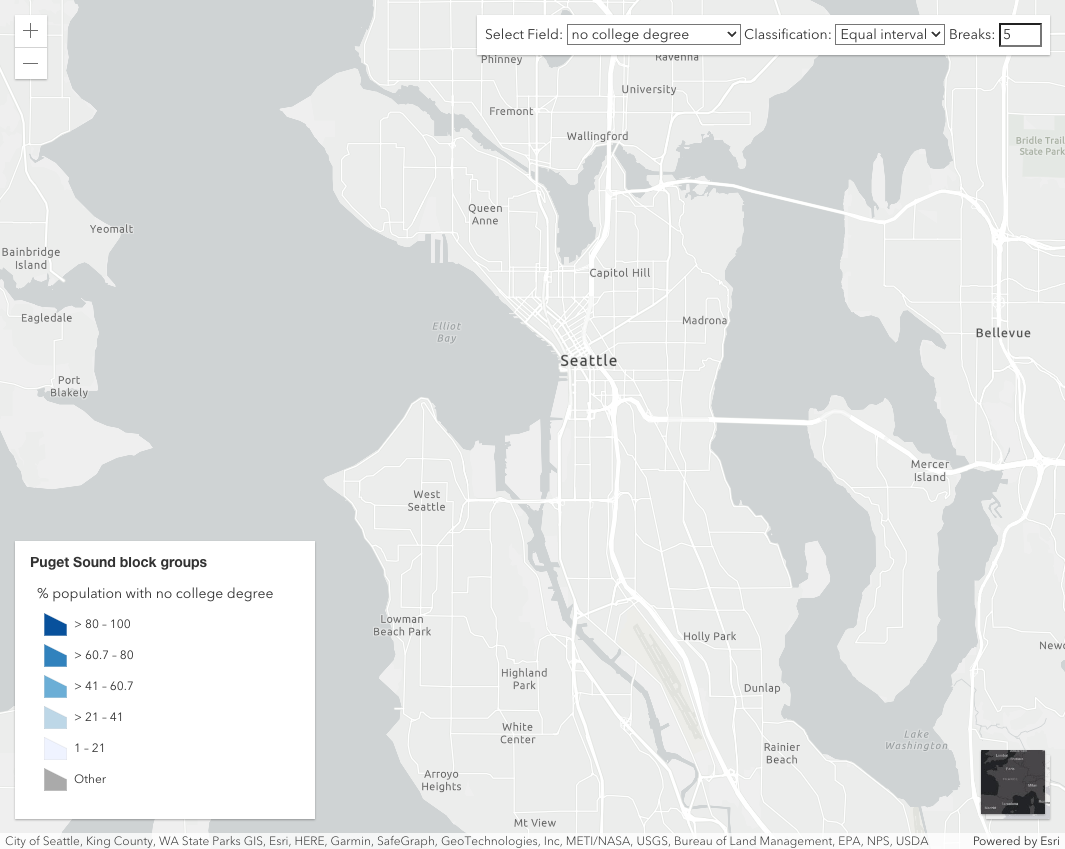 Select Field: no college degree Classification: Equal interval Breaks: 5
Phinney
Ravenna
University
Fremont
Wallingford
Bridle Trail
State Park
Queen
Anne
Yeomalt
Bainbridge
Island
Capitol Hill
Eagledale
Elliot
Bay
Madrona
Bellevue
Seattle
Port
Blakely
Mercer
Island
West
Seattle
Puget Sound block groups
% population with no college degree
> 80 – 100
> 60.7 – 80
> 41 – 60.7
> 21 – 41
1 – 21
Other
Lowman
Beach Park
Holly Park
Newc
Highland
Park
Dunlap
White
Center
Lake
Washington
Rainier
Beach
Arroyo
Heights
Mt View
City of Seattle, King County, WA State Parks GIS, Esri, HERE, Garmin, SafeGraph, GeoTechnologies, Inc, METI/NASA, USGS, Bureau of Land Management, EPA, NPS, USDA
Powered by Esri